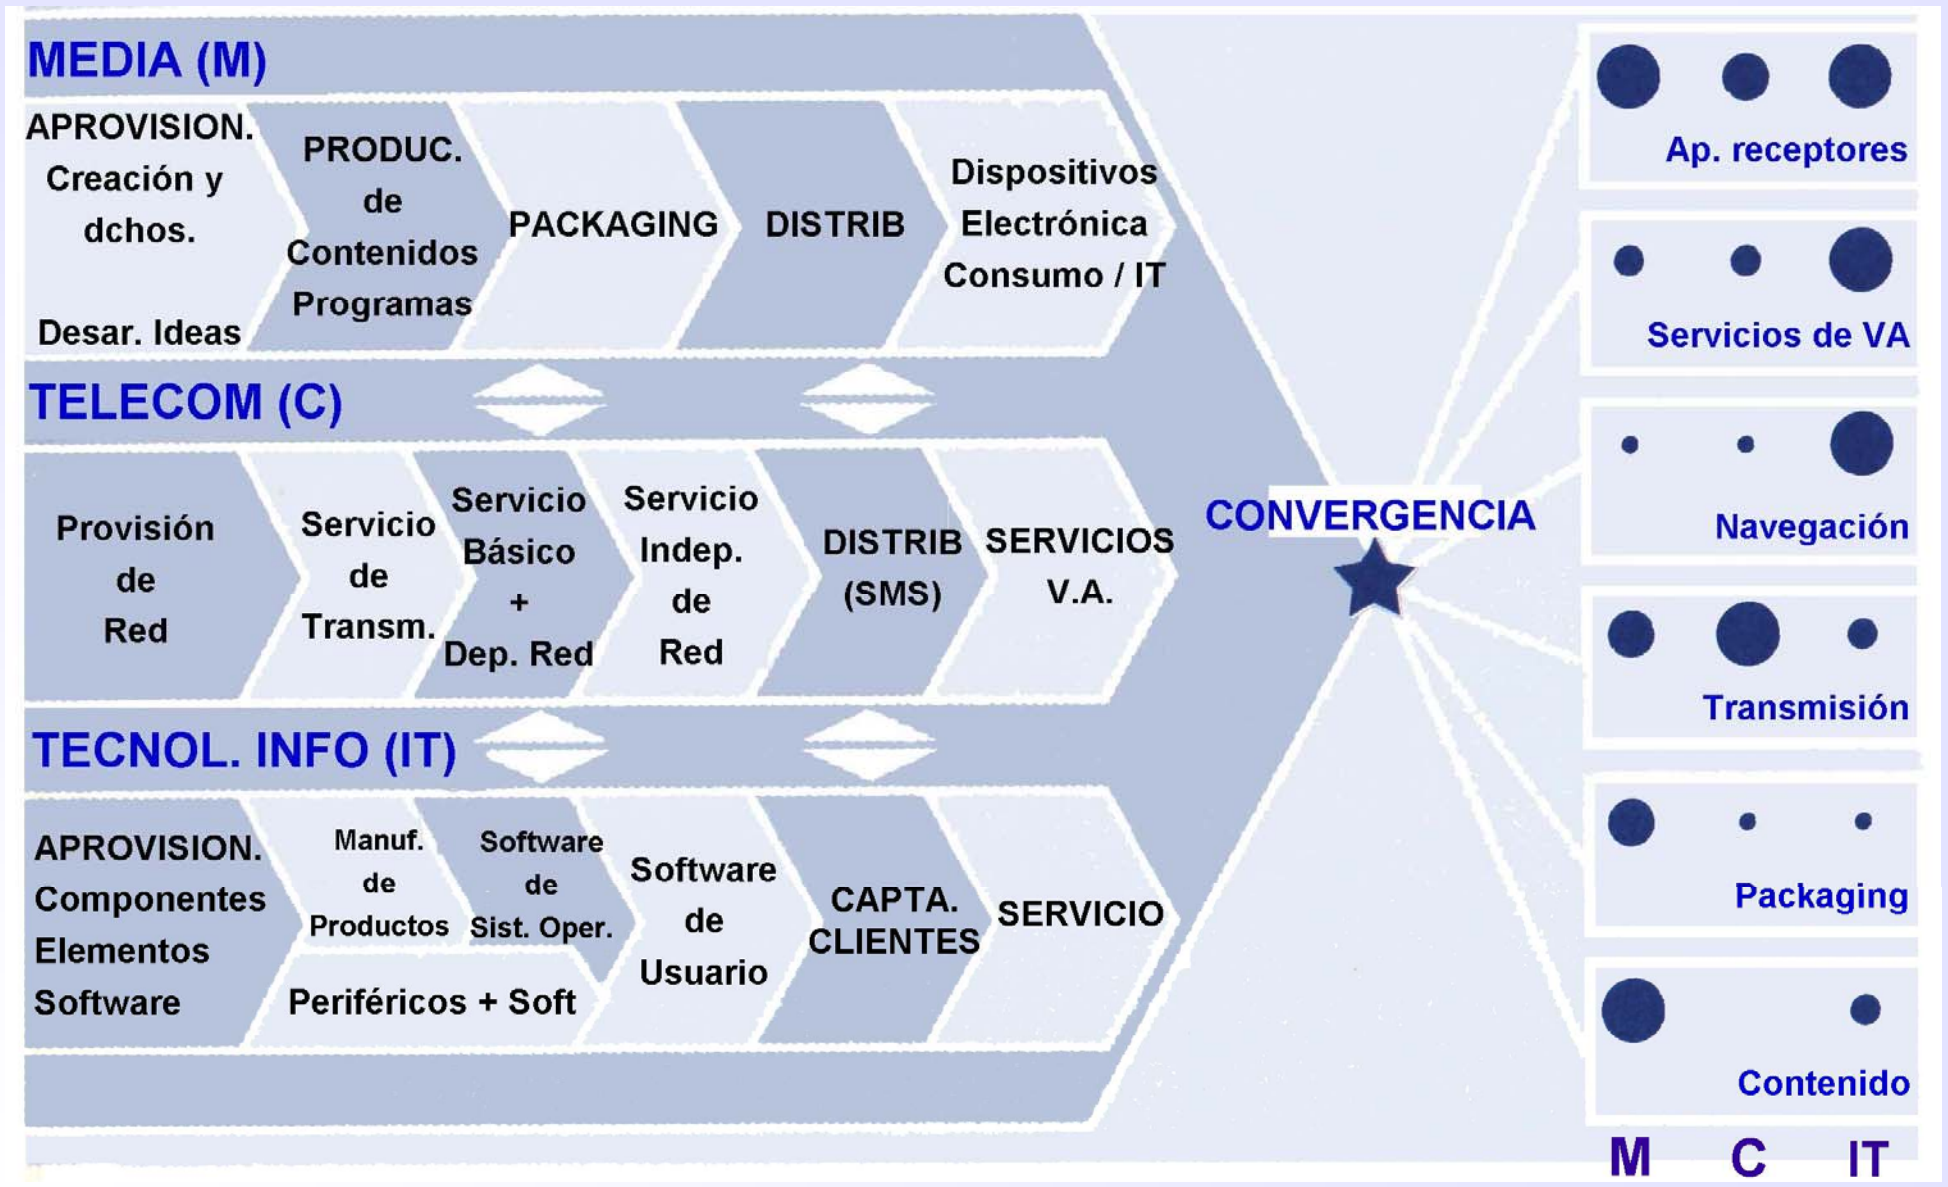 MEDIA (M)
APROVISION.
Creación y
dchos.
Desar. Ideas
PRODUC.
de
Contenidos
Programas
PACKAGING
DISTRIB
Dispositivos
Electrónica
Consumo / IT
TELECOM (C)
Provisión
de
Red
Servicio
de
Transm.
Servicio
Básico
+
Dep. Red
Servicio
Indep.
de
Red
DISTRIB
(SMS)
SERVICIOS
V.A.
TECNOL. INFO (IT)
APROVISION.
Componentes
Elementos
Software
Manuf.
de
Productos
Software
de
Sist. Oper.
Periféricos + Soft
Software
de
Usuario
CAPTA.
CLIENTES
SERVICIO
CONVERGENCIA
Ap. receptores
Servicios de VA
Navegación
Transmisión
Packaging
Contenido
M C IT